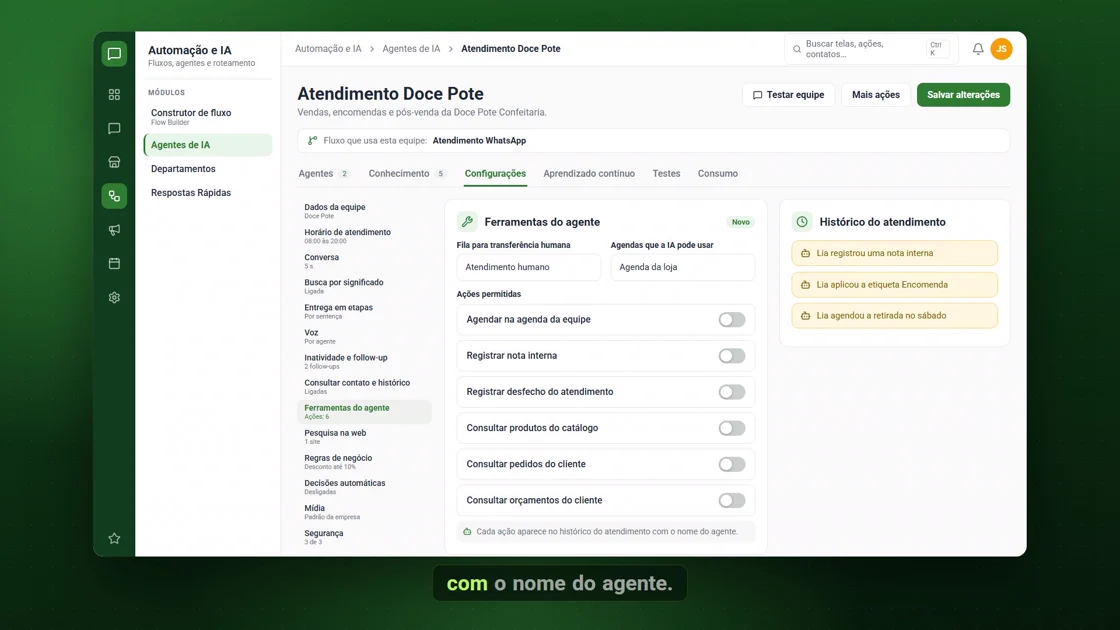 Automação e IA
Fluxos, agentes e roteamento
MÓDULOS
Construtor de fluxo
Flow Builder
Agentes de IA
Departamentos
Respostas Rápidas
Automação e IA > Agentes de IA > Atendimento Doce Pote
Buscar telas, ações, contatos...
Ctrl K
JS
Atendimento Doce Pote
Vendas, encomendas e pós-venda da Doce Pote Confeitaria.
Testar equipe
Mais ações
Salvar alterações
Fluxo que usa esta equipe: Atendimento WhatsApp
Agentes 2
Conhecimento 5
Configurações
Aprendizado contínuo
Testes
Consumo
Dados da equipe
Doce Pote
Horário de atendimento
08:00 às 20:00
Conversa
5 s
Busca por significado
Ligada
Entrega em etapas
Por sentença
Voz
Por agente
Inatividade e follow-up
2 follow-ups
Consultar contato e histórico
Ligadas
Ferramentas do agente
Ações: 6
Pesquisa na web
1 site
Regras de negócio
Desconto até 10%
Decisões automáticas
Desligadas
Mídia
Padrão da empresa
Segurança
3 de 3
Ferramentas do agente
Novo
Fila para transferência humana
Atendimento humano
Agendas que a IA pode usar
Agenda da loja
Ações permitidas
Agendar na agenda da equipe
Registrar nota interna
Registrar desfecho do atendimento
Consultar produtos do catálogo
Consultar pedidos do cliente
Consultar orçamentos do cliente
Cada ação aparece no histórico do atendimento com o nome do agente.
Histórico do atendimento
Lia registrou uma nota interna
Lia aplicou a etiqueta Encomenda
Lia agendou a retirada no sábado
com o nome do agente.